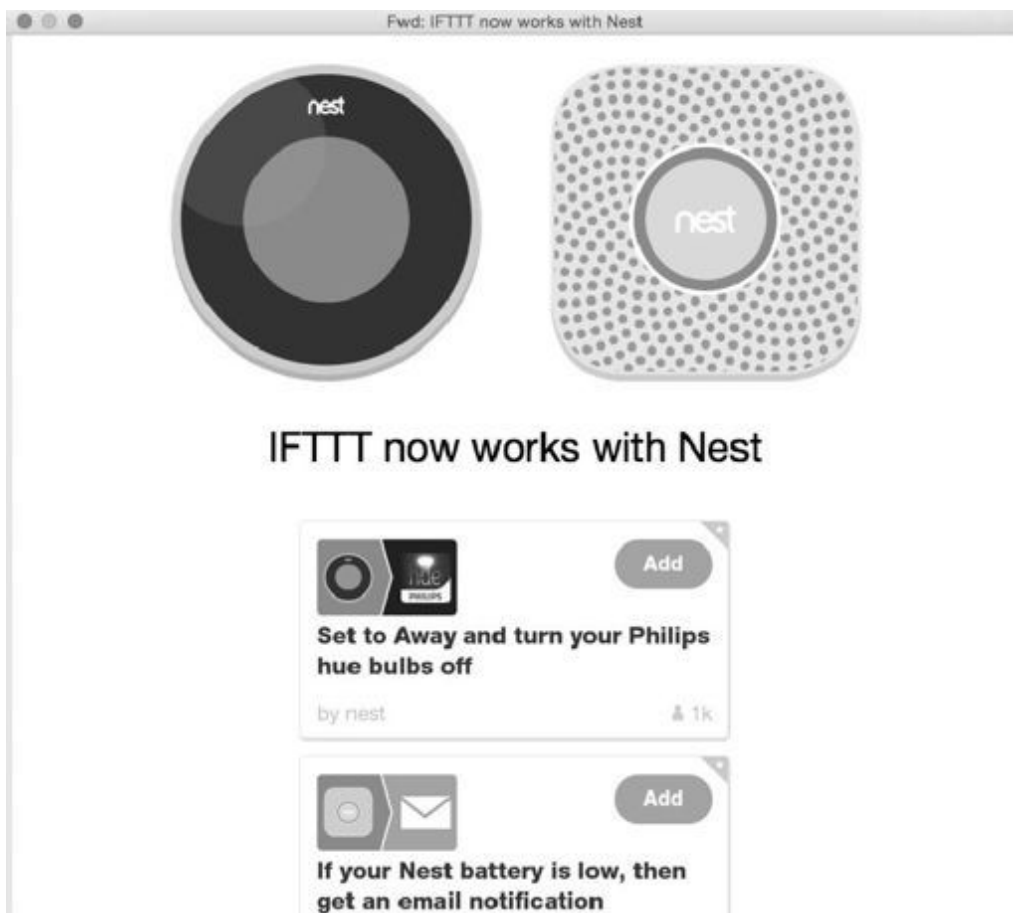 Fwd: IFTTT now works with Nest
nest
nest
IFTTT now works with Nest
hue
PHILIPS
Add
Set to Away and turn your Philips
hue bulbs off
by nest
1k
Add
If your Nest battery is low, then
get an email notification